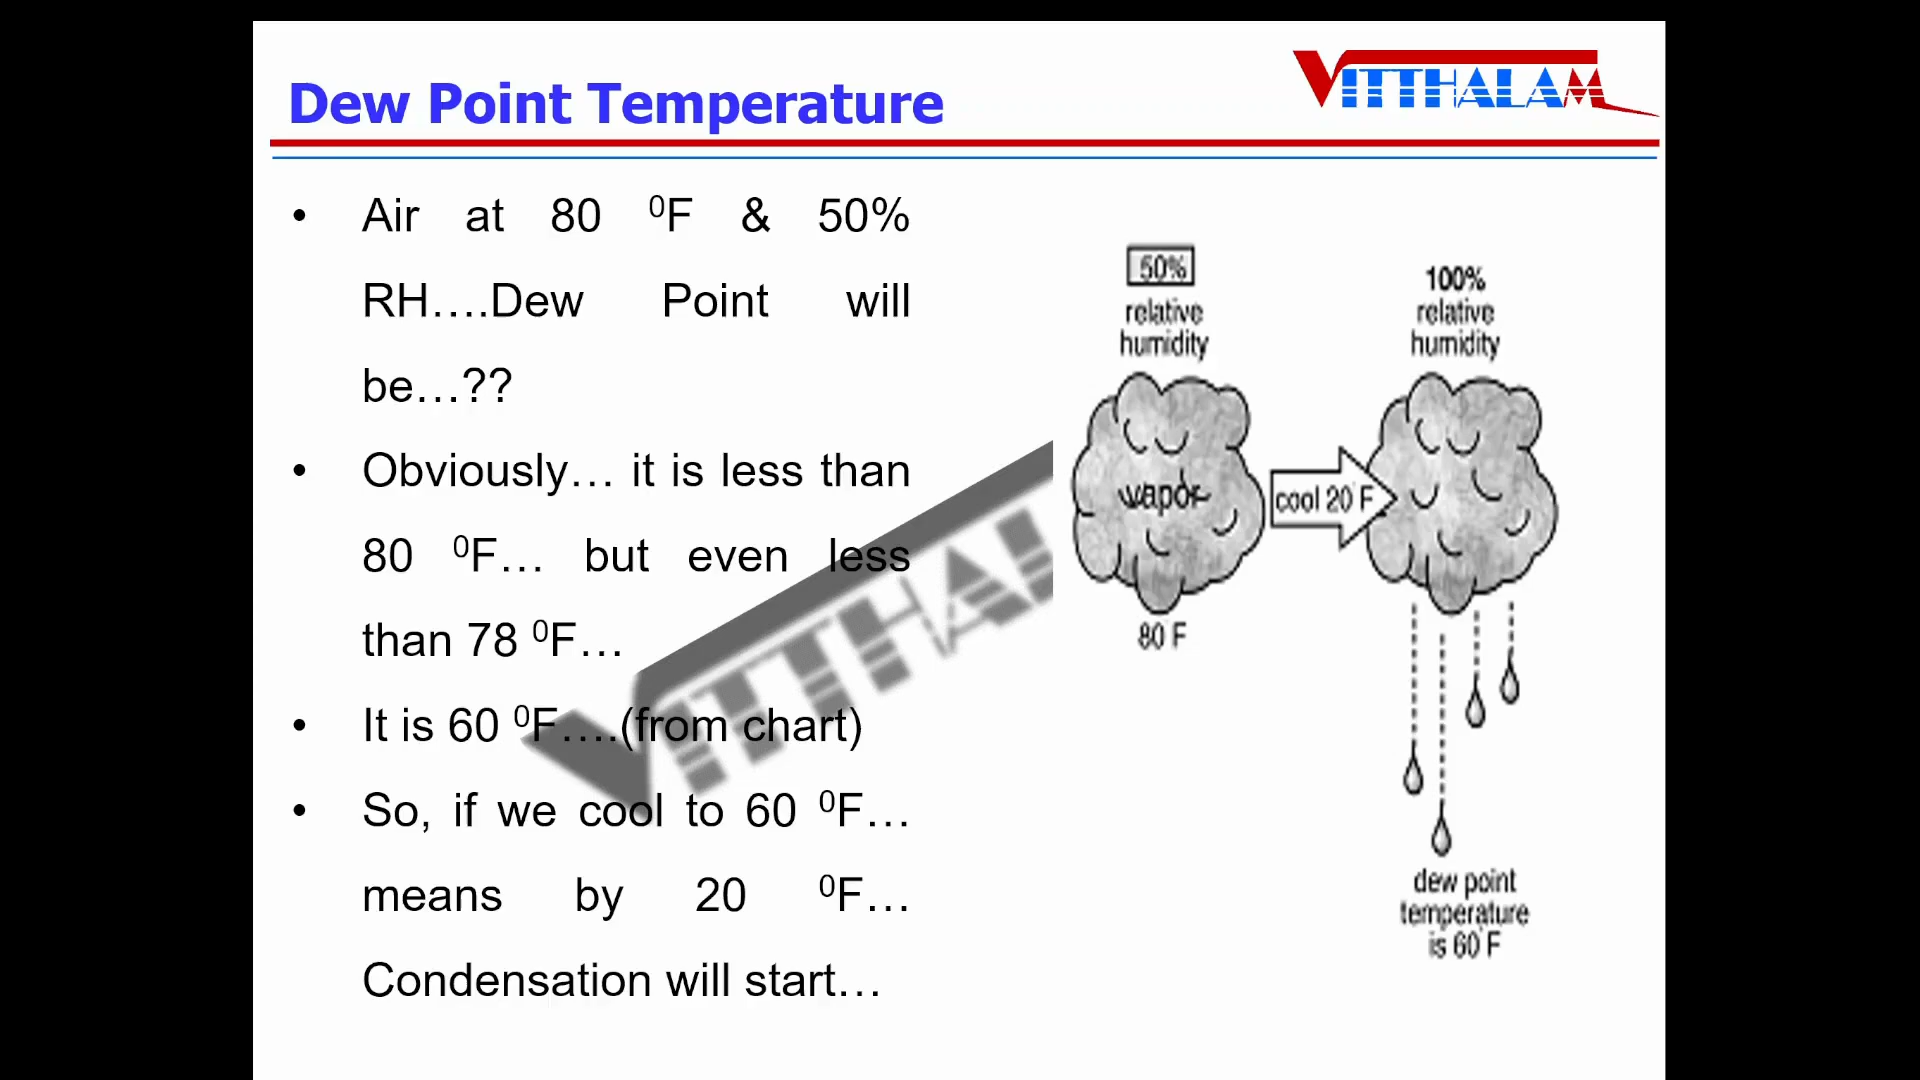 Dew Point Temperature
VITTHALAM
• Air at 80 ⁰F & 50%
RH….Dew Point will
be…??
• Obviously… it is less than
80 ⁰F… but even less
than 78 ⁰F…
• It is 60 ⁰F….(from chart)
• So, if we cool to 60 ⁰F…
means by 20 ⁰F…
Condensation will start…
50%
relative
humidity
vapor
80 F
cool 20 F
100%
relative
humidity
dew point
temperature
is 60 F
VITTHAL